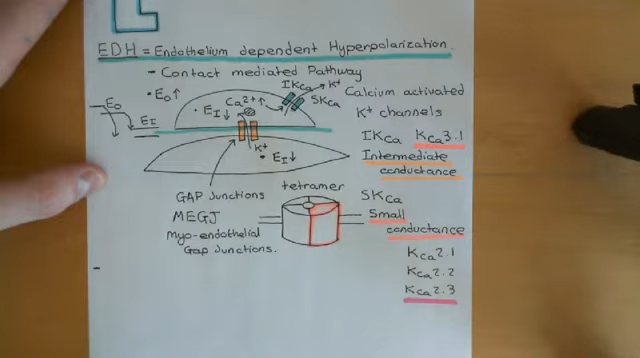 EDH = Endothelium dependent Hyperpolarization.
- Contact mediated Pathway
• Eo↑
IKCa
K+
Calcium activated
K+ channels
Eo
EI
Ca2+↑
SKCa
• EI↓
K+
• EI↓
IKCa KCa3.1
Intermediate
conductance
GAP Junctions
MEGJ
Myo-endothelial
Gap Junctions.
tetramer
SKCa
Small
conductance
KCa2.1
KCa2.2
KCa2.3
-